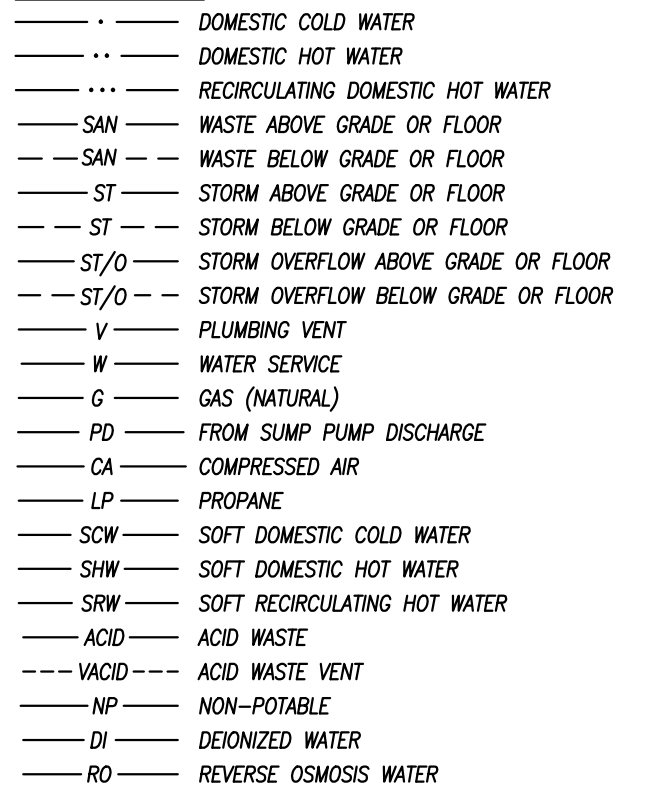 · DOMESTIC COLD WATER
·· DOMESTIC HOT WATER
··· RECIRCULATING DOMESTIC HOT WATER
SAN WASTE ABOVE GRADE OR FLOOR
SAN WASTE BELOW GRADE OR FLOOR
ST STORM ABOVE GRADE OR FLOOR
ST STORM BELOW GRADE OR FLOOR
ST/O STORM OVERFLOW ABOVE GRADE OR FLOOR
ST/O STORM OVERFLOW BELOW GRADE OR FLOOR
V PLUMBING VENT
W WATER SERVICE
G GAS (NATURAL)
PD FROM SUMP PUMP DISCHARGE
CA COMPRESSED AIR
LP PROPANE
SCW SOFT DOMESTIC COLD WATER
SHW SOFT DOMESTIC HOT WATER
SRW SOFT RECIRCULATING HOT WATER
ACID ACID WASTE
VACID ACID WASTE VENT
NP NON-POTABLE
DI DEIONIZED WATER
RO REVERSE OSMOSIS WATER